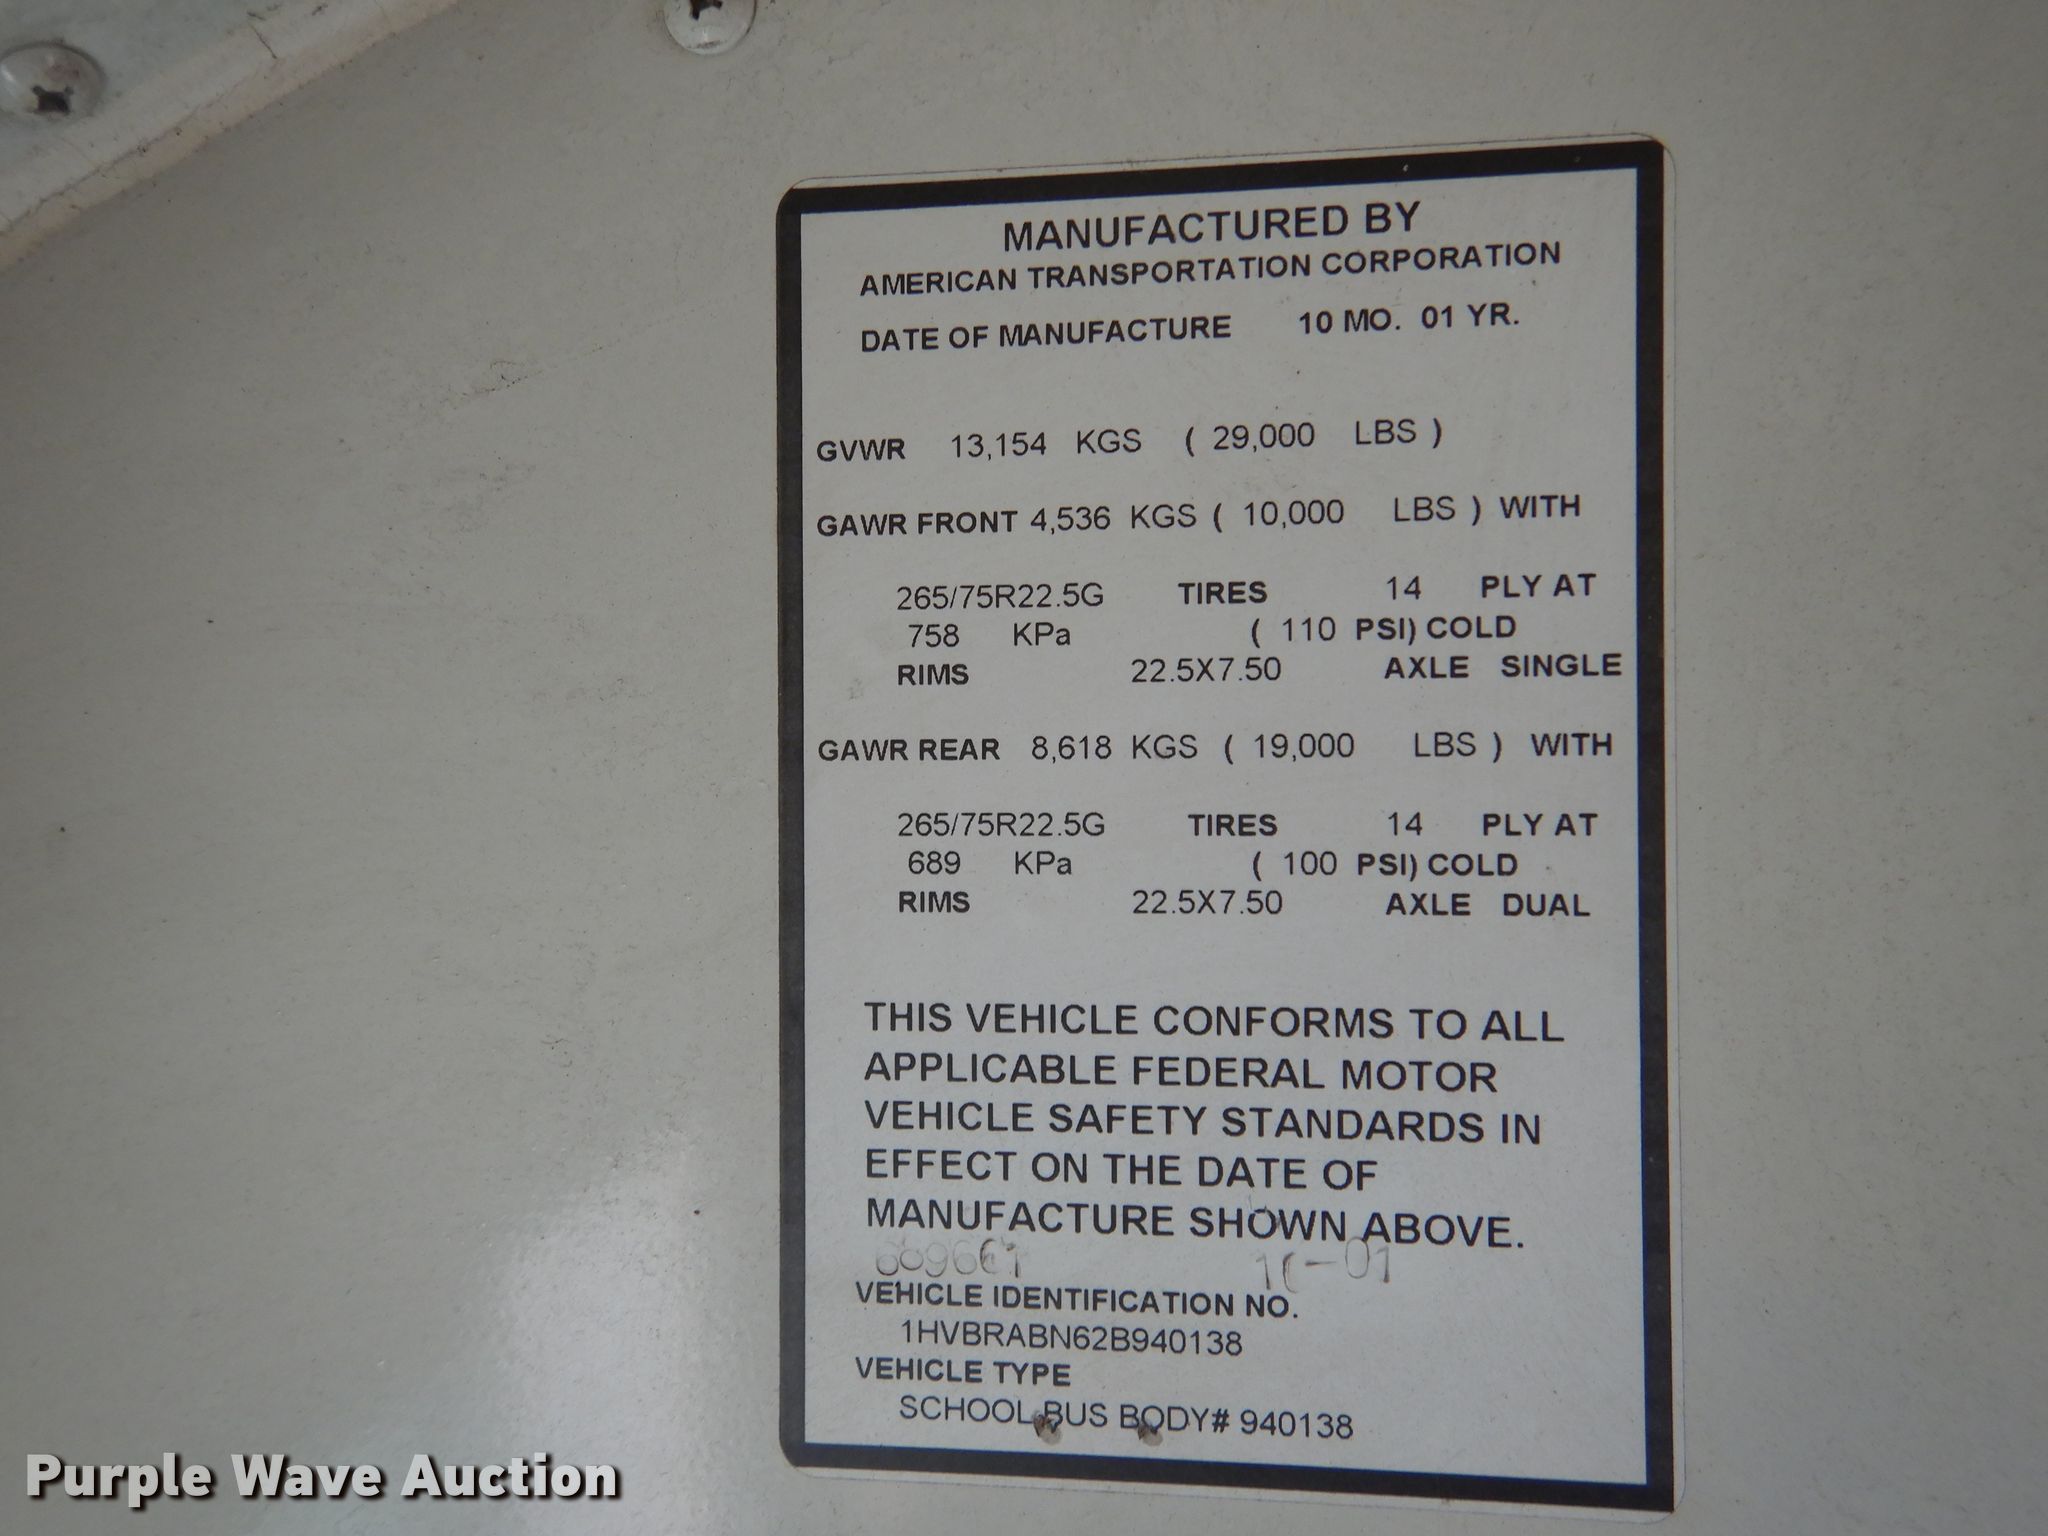 MANUFACTURED BY
AMERICAN TRANSPORTATION CORPORATION
DATE OF MANUFACTURE 10 MO. 01 YR.
GVWR 13,154 KGS ( 29,000 LBS )
GAWR FRONT 4,536 KGS ( 10,000 LBS ) WITH
265/75R22.5G TIRES 14 PLY AT
758 KPa ( 110 PSI) COLD
RIMS 22.5X7.50 AXLE SINGLE
GAWR REAR 8,618 KGS ( 19,000 LBS ) WITH
265/75R22.5G TIRES 14 PLY AT
689 KPa ( 100 PSI) COLD
RIMS 22.5X7.50 AXLE DUAL
THIS VEHICLE CONFORMS TO ALL
APPLICABLE FEDERAL MOTOR
VEHICLE SAFETY STANDARDS IN
EFFECT ON THE DATE OF
MANUFACTURE SHOWN ABOVE.
VEHICLE IDENTIFICATION NO.
1HVBRABN62B940138
VEHICLE TYPE
SCHOOL BUS BODY# 940138
Purple Wave Auction